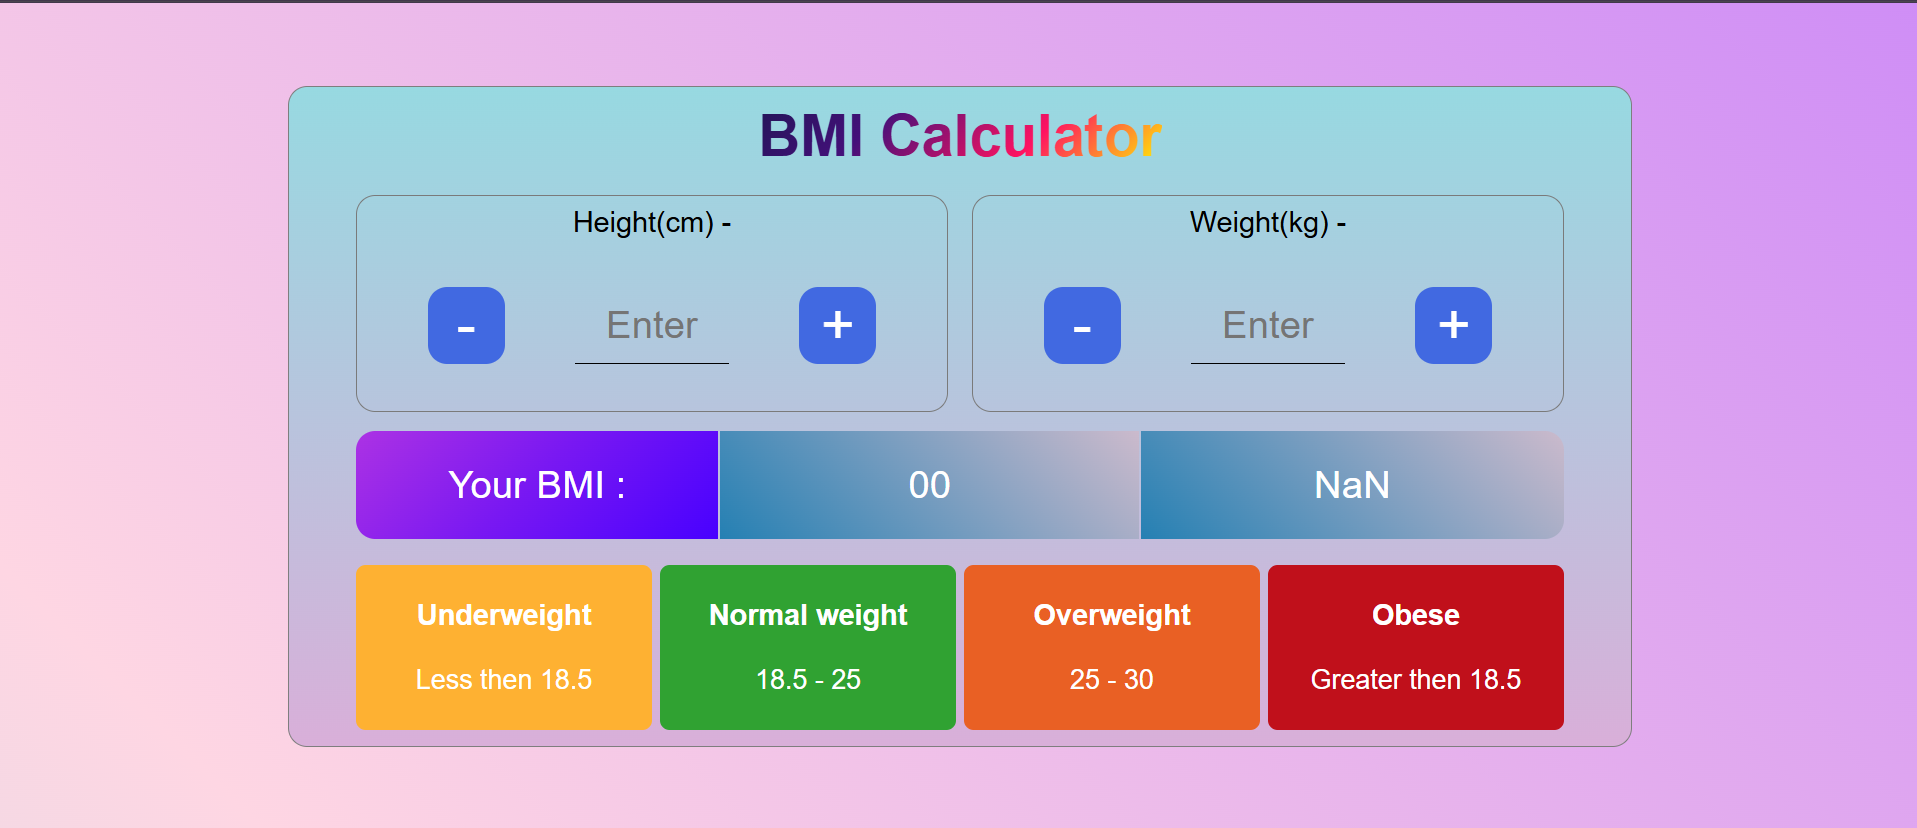 BMI Calculator
Height(cm) -
Weight(kg) -
- Enter +
- Enter +
Your BMI :
00
NaN
Underweight
Less then 18.5
Normal weight
18.5 - 25
Overweight
25 - 30
Obese
Greater then 18.5